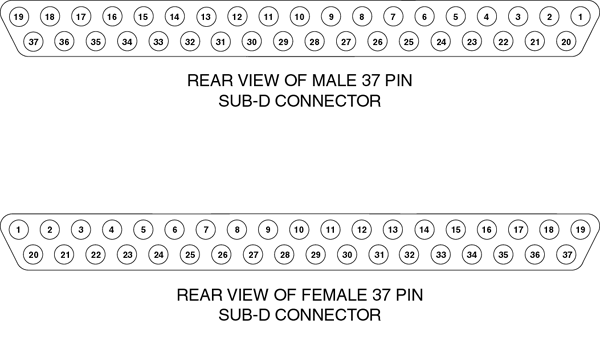 19 18 17 16 15 14 13 12 11 10 9 8 7 6 5 4 3 2 1
37 36 35 34 33 32 31 30 29 28 27 26 25 24 23 22 21 20
REAR VIEW OF MALE 37 PIN
SUB-D CONNECTOR
1 2 3 4 5 6 7 8 9 10 11 12 13 14 15 16 17 18 19
20 21 22 23 24 25 26 27 28 29 30 31 32 33 34 35 36 37
REAR VIEW OF FEMALE 37 PIN
SUB-D CONNECTOR